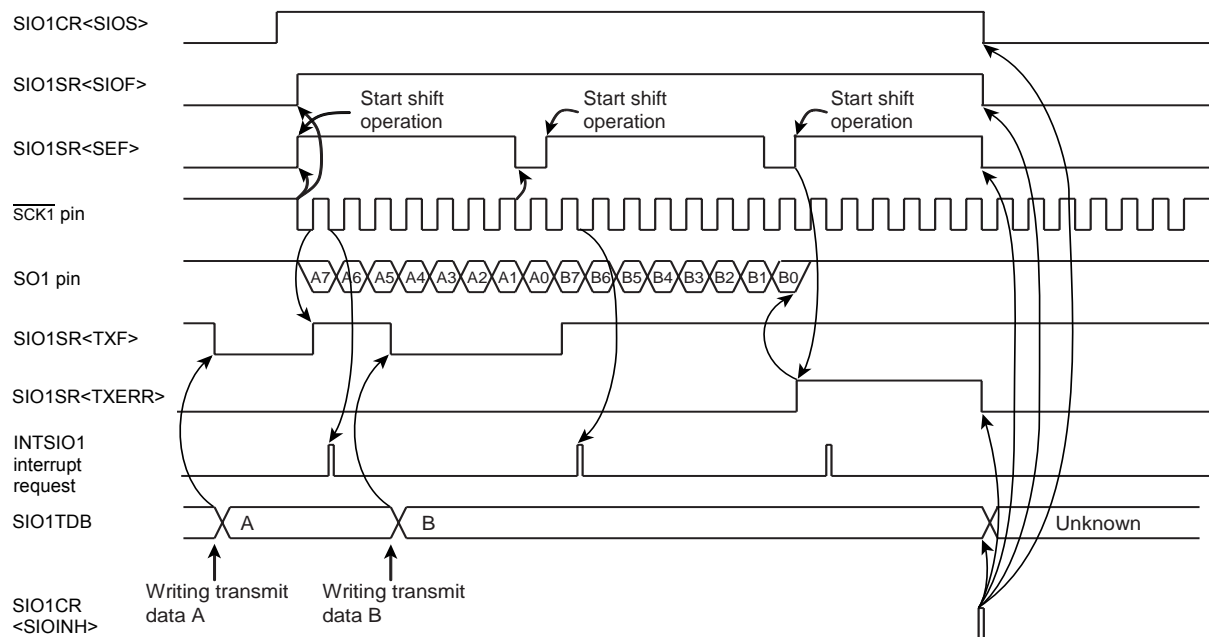 SIO1CR<SIOS>
SIO1SR<SIOF>
Start shift
operation
Start shift
operation
Start shift
operation
SIO1SR<SEF>
SCK1 pin
SO1 pin
A7 A6 A5 A4 A3 A2 A1 A0 B7 B6 B5 B4 B3 B2 B1 B0
SIO1SR<TXF>
SIO1SR<TXERR>
INTSIO1
interrupt
request
SIO1TDB
A
B
Unknown
Writing transmit
data A
Writing transmit
data B
SIO1CR
<SIOINH>